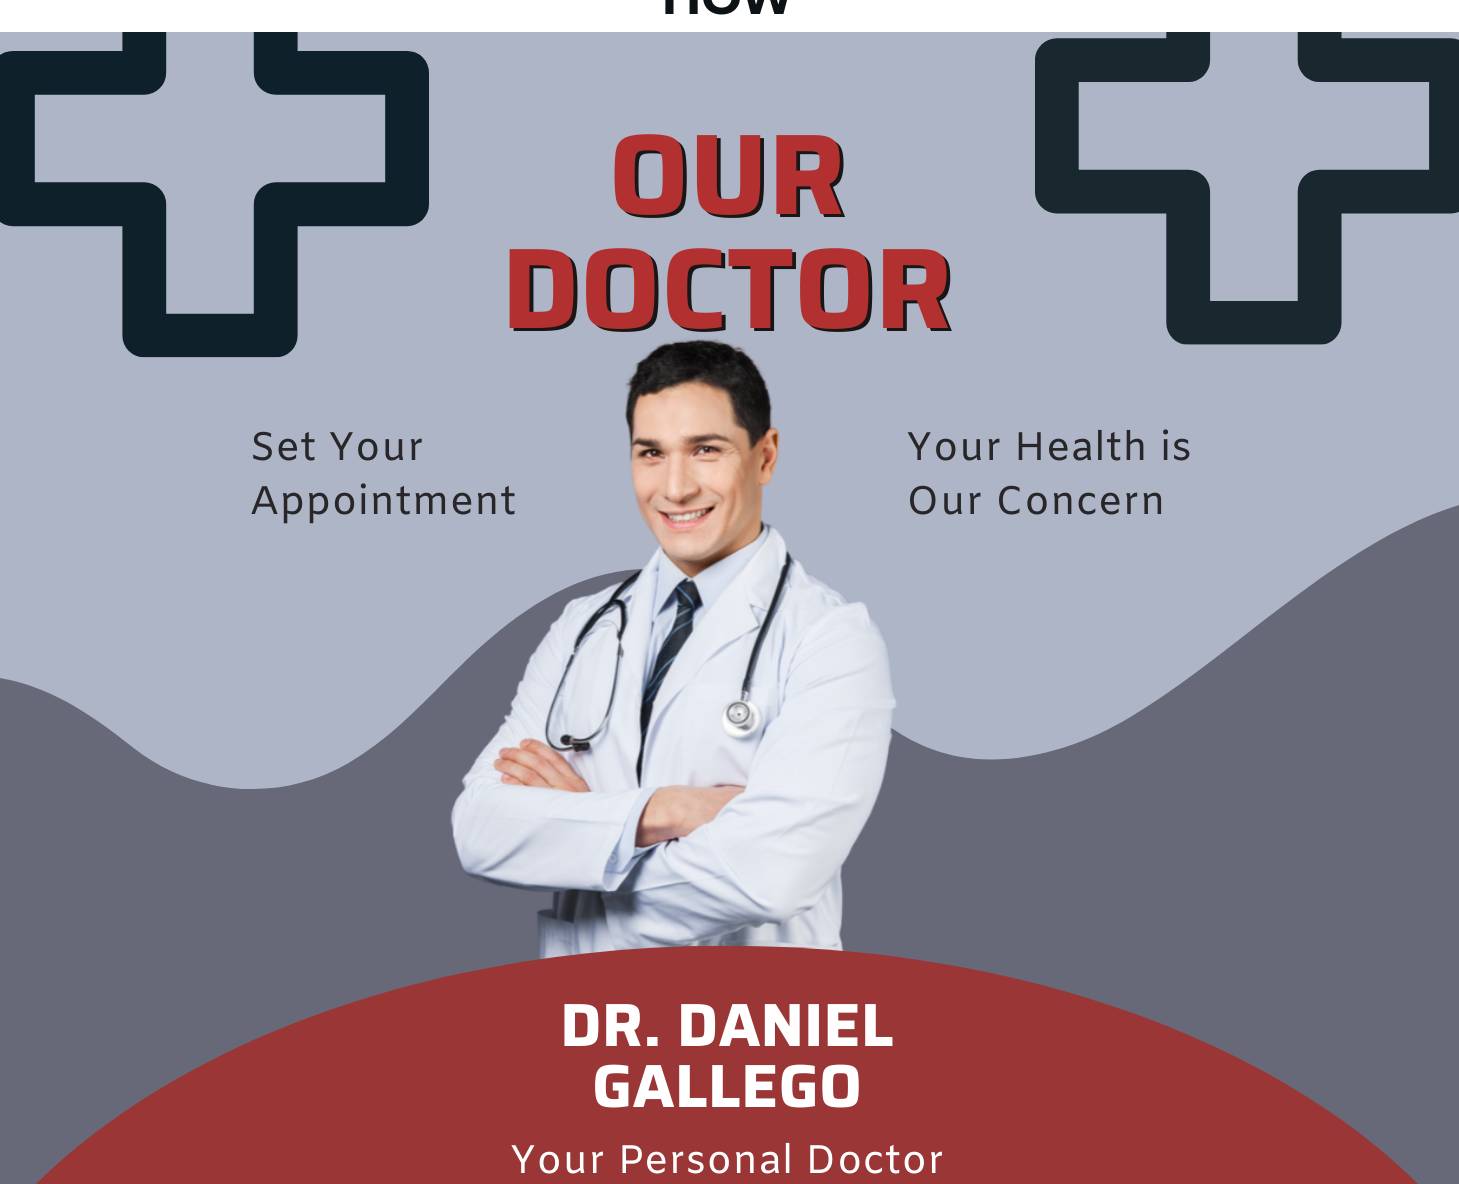 OUR
DOCTOR
Set Your
Appointment
Your Health is
Our Concern
DR. DANIEL
GALLEGO
Your Personal Doctor